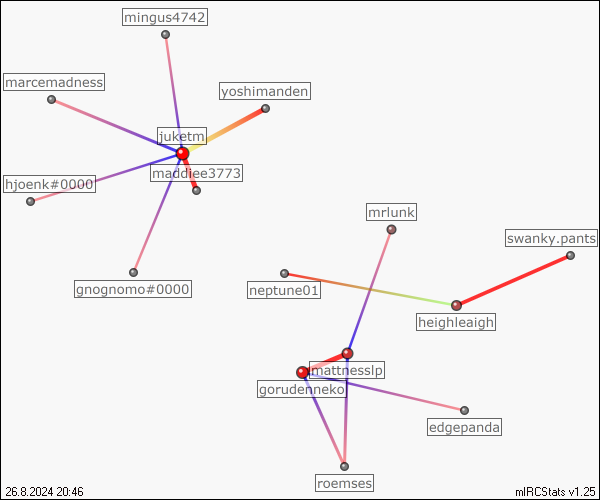 mingus4742
marcemadness
yoshimanden
juketm
maddiee3773
hjoenk#0000
mrlunk
swanky.pants
gnognomo#0000
neptune01
heighleaigh
mattnesslp
gorudenneko
edgepanda
roemses
26.8.2024 20:46
mIRCStats v1.25